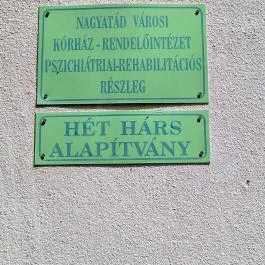 NAGYATÁD VÁROSI
KÓRHÁZ - RENDELŐINTÉZET
PSZICHIÁTRIAI-REHABILITÁCIÓS
RÉSZLEG
HÉT HÁRS
ALAPÍTVÁNY